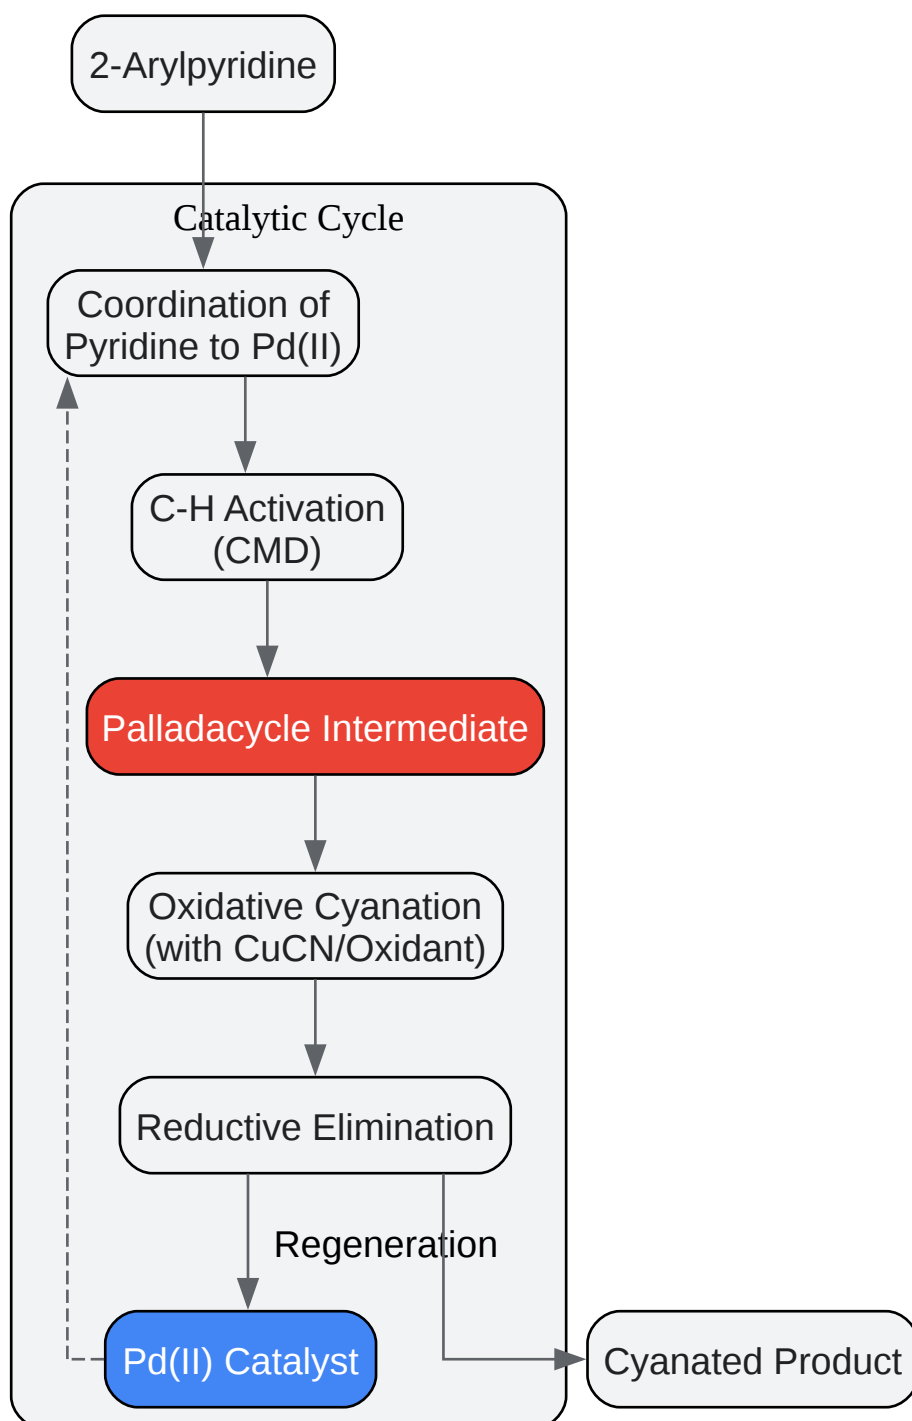 2-Arylpyridine
Catalytic Cycle
Coordination of
Pyridine to Pd(II)
C-H Activation
(CMD)
Palladacycle Intermediate
Oxidative Cyanation
(with CuCN/Oxidant)
Reductive Elimination
Regeneration
Pd(II) Catalyst
Cyanated Product